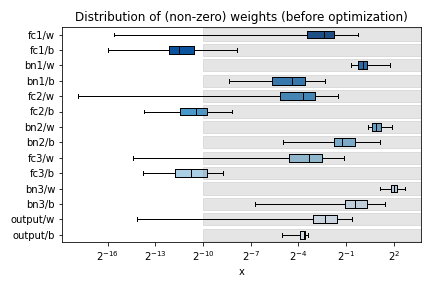 Distribution of (non-zero) weights (before optimization)
fc1/w
fc1/b
bn1/w
bn1/b
fc2/w
fc2/b
bn2/w
bn2/b
fc3/w
fc3/b
bn3/w
bn3/b
output/w
output/b
2^-16 2^-13 2^-10 2^-7 2^-4 2^-1 2^2
x